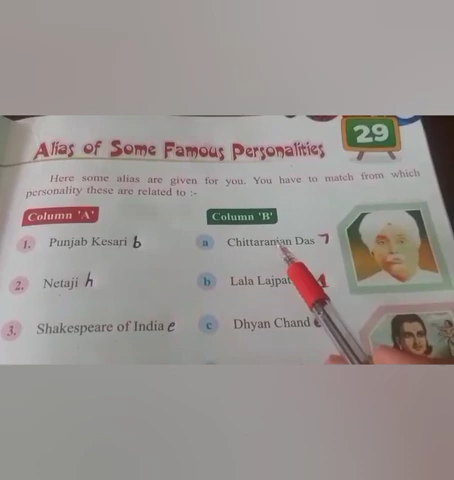 29
Alias of Some Famous Personalities
Here some alias are given for you. You have to match from which
personality these are related to :-
Column 'A' Column 'B'
1. Punjab Kesari b a Chittaranjan Das 7
2. Netaji h b Lala Lajpat
3. Shakespeare of India e c Dhyan Chand